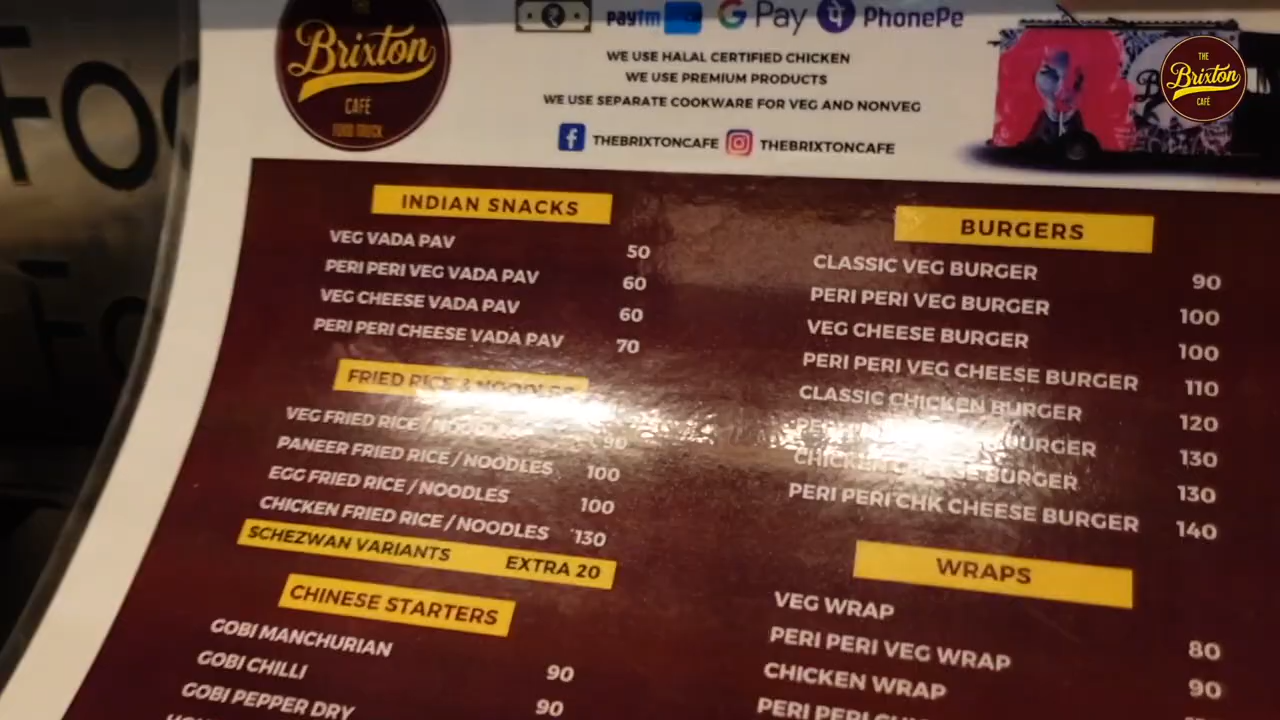 THE
Brixton
CAFÉ
FOOD TRUCK
paytm G Pay PhonePe
WE USE HALAL CERTIFIED CHICKEN
WE USE PREMIUM PRODUCTS
WE USE SEPARATE COOKWARE FOR VEG AND NONVEG
THEBRIXTONCAFE THEBRIXTONCAFE
THE
Brixton
CAFÉ
INDIAN SNACKS
VEG VADA PAV 50
PERI PERI VEG VADA PAV 60
VEG CHEESE VADA PAV 60
PERI PERI CHEESE VADA PAV 70
FRIED RICE & NOODLES
VEG FRIED RICE / NOODLES 90
PANEER FRIED RICE / NOODLES 100
EGG FRIED RICE / NOODLES 100
CHICKEN FRIED RICE / NOODLES 130
SCHEZWAN VARIANTS EXTRA 20
CHINESE STARTERS
GOBI MANCHURIAN 90
GOBI CHILLI 90
GOBI PEPPER DRY
BURGERS
CLASSIC VEG BURGER 90
PERI PERI VEG BURGER 100
VEG CHEESE BURGER 100
PERI PERI VEG CHEESE BURGER 110
CLASSIC CHICKEN BURGER 120
BURGER 130
CHICKEN CHEESE BURGER 130
PERI PERI CHK CHEESE BURGER 140
WRAPS
VEG WRAP 80
PERI PERI VEG WRAP 90
CHICKEN WRAP
PERI PERI